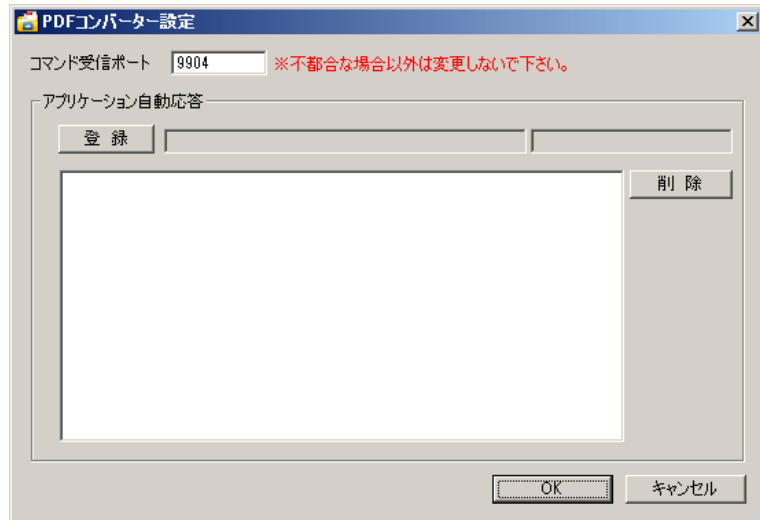 PDFコンバーター設定
コマンド受信ポート 9904 ※不都合な場合以外は変更しないで下さい。
アプリケーション自動応答
登 録
削 除
OK キャンセル